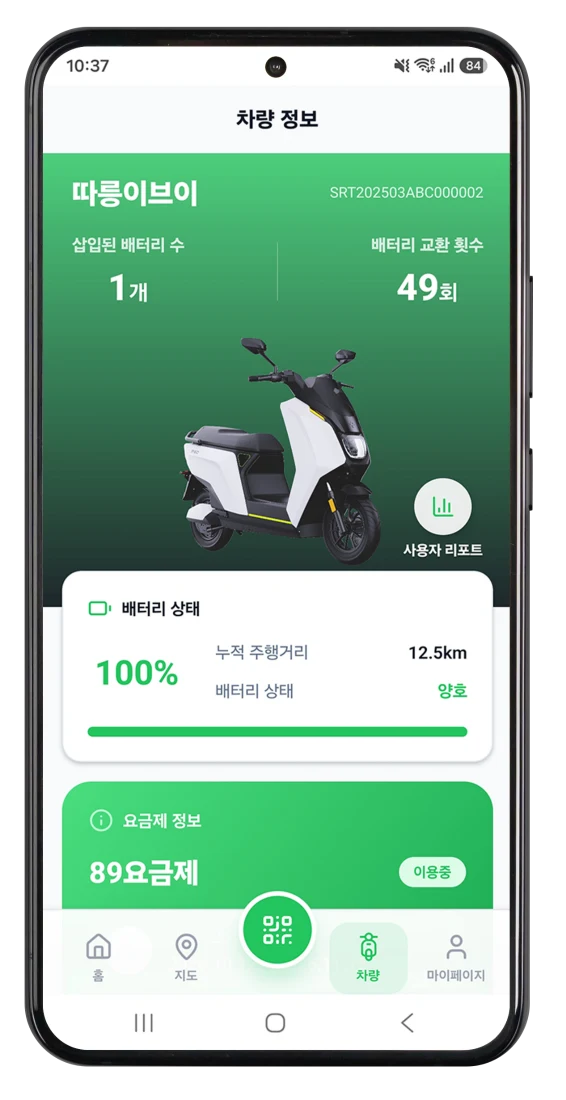 10:37
84
차량 정보
따릉이브이
SRT202503ABC000002
삽입된 배터리 수
배터리 교환 횟수
1개
49회
사용자 리포트
배터리 상태
100%
누적 주행거리
12.5km
배터리 상태
양호
요금제 정보
89요금제
이용중
홈
지도
차량
마이페이지